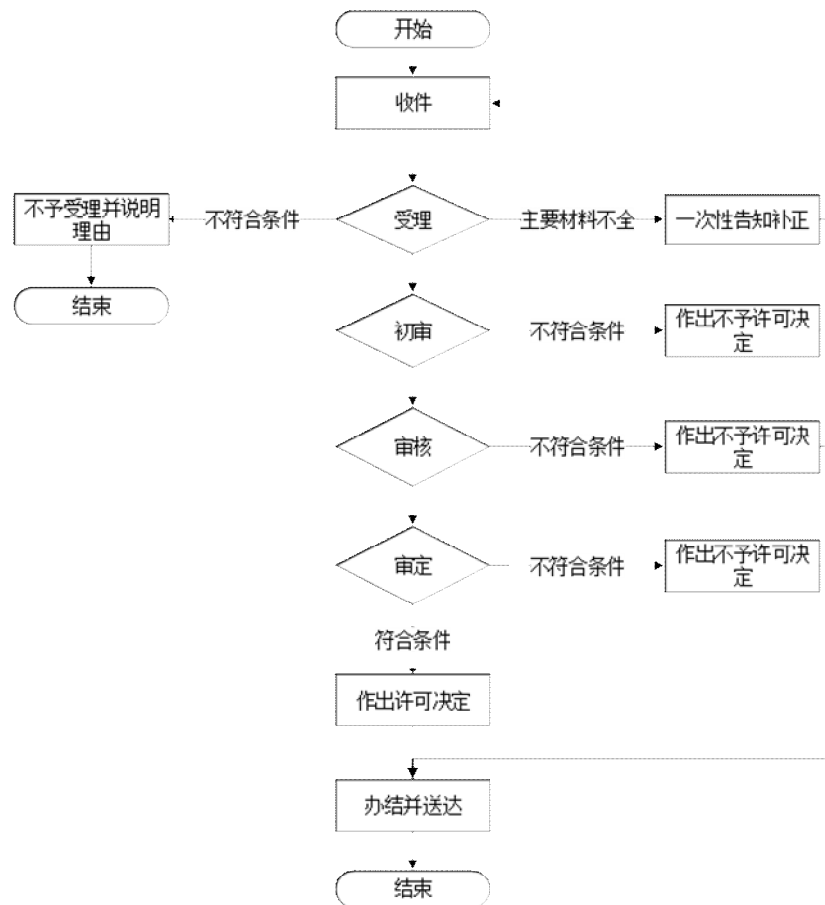 开始
收件
不予受理并说明
理由
不符合条件
受理
主要材料不全
一次性告知补正
结束
初审
不符合条件
作出不予许可决
定
审核
不符合条件
作出不予许可决
定
审定
不符合条件
作出不予许可决
定
符合条件
作出许可决定
办结并送达
结束